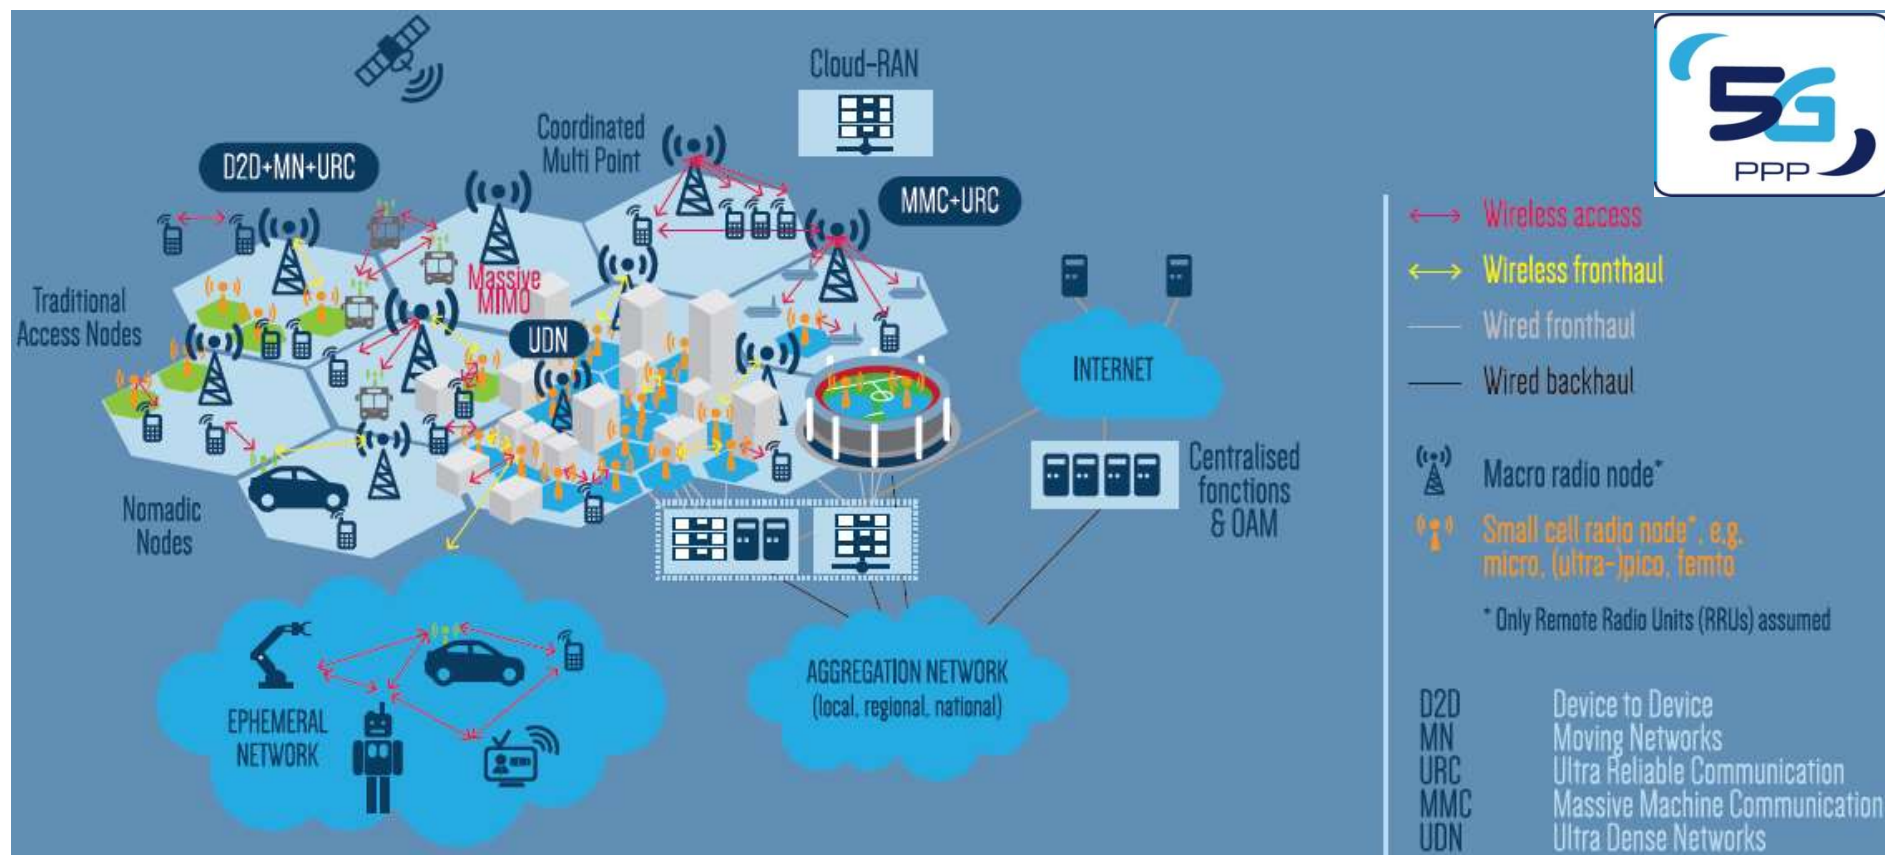 Cloud-RAN
Coordinated
Multi Point
D2D+MN+URC
MMC+URC
Massive
MIMO
UDN
Traditional
Access Nodes
Nomadic
Nodes
INTERNET
Centralised
fonctions
& OAM
EPHEMERAL
NETWORK
AGGREGATION NETWORK
(local, regional, national)
5G
PPP
Wireless access
Wireless fronthaul
Wired fronthaul
Wired backhaul
Macro radio node*
Small cell radio node*, e.g.
micro, (ultra-)pico, femto
* Only Remote Radio Units (RRUs) assumed
D2D Device to Device
MN Moving Networks
URC Ultra Reliable Communication
MMC Massive Machine Communication
UDN Ultra Dense Networks